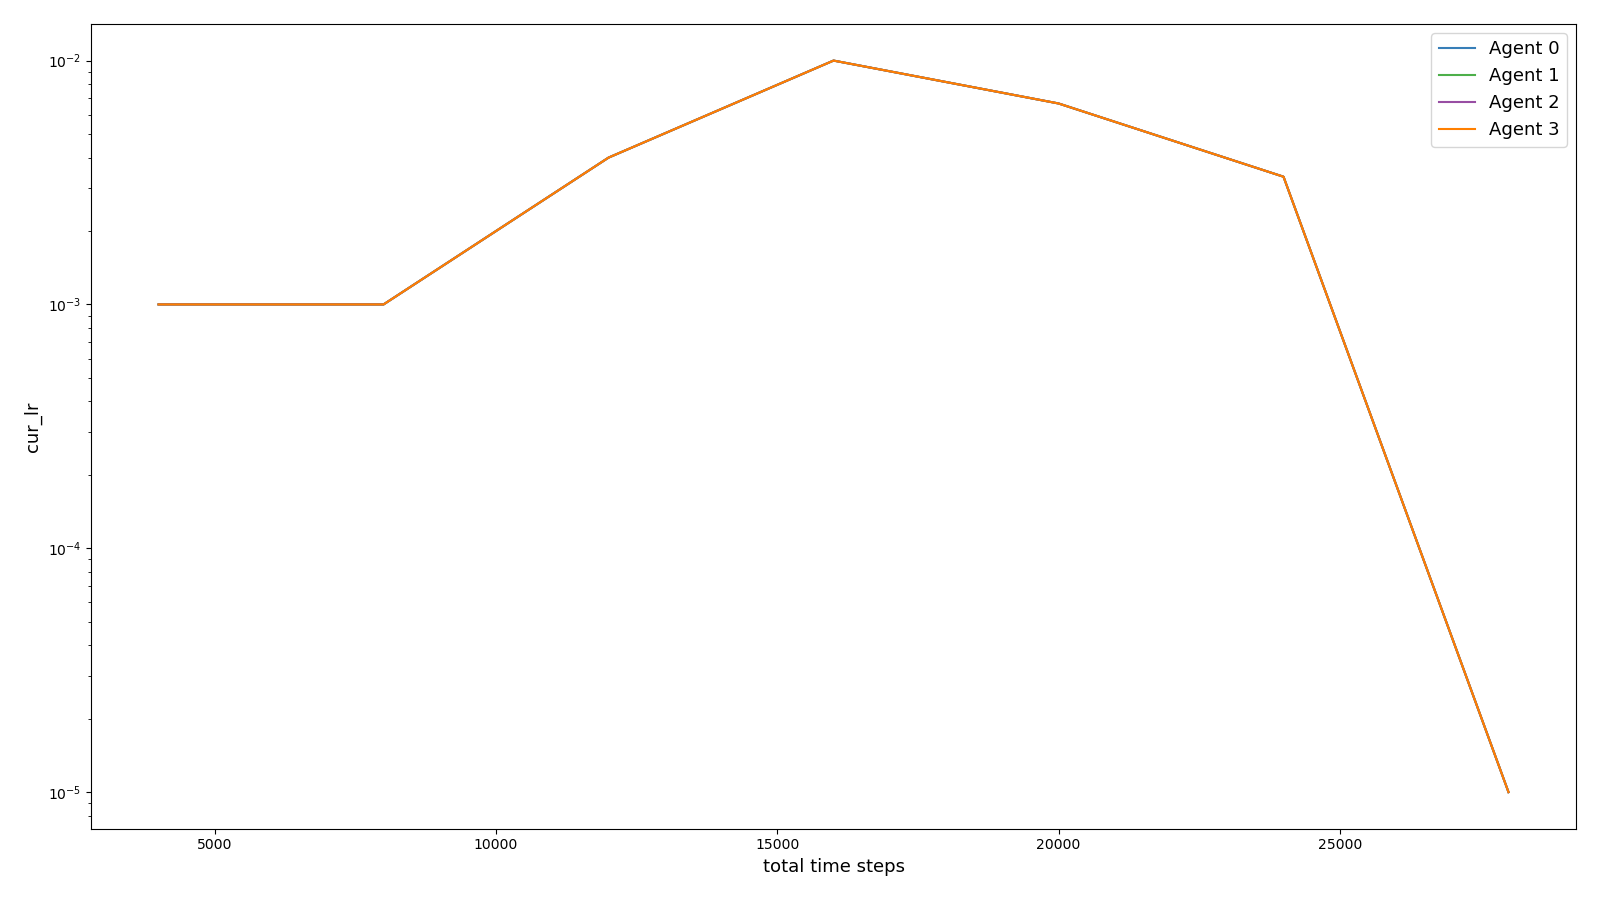 Agent 0
Agent 1
Agent 2
Agent 3
10⁻²
10⁻³
10⁻⁴
10⁻⁵
cur_lr
5000 10000 15000 20000 25000
total time steps